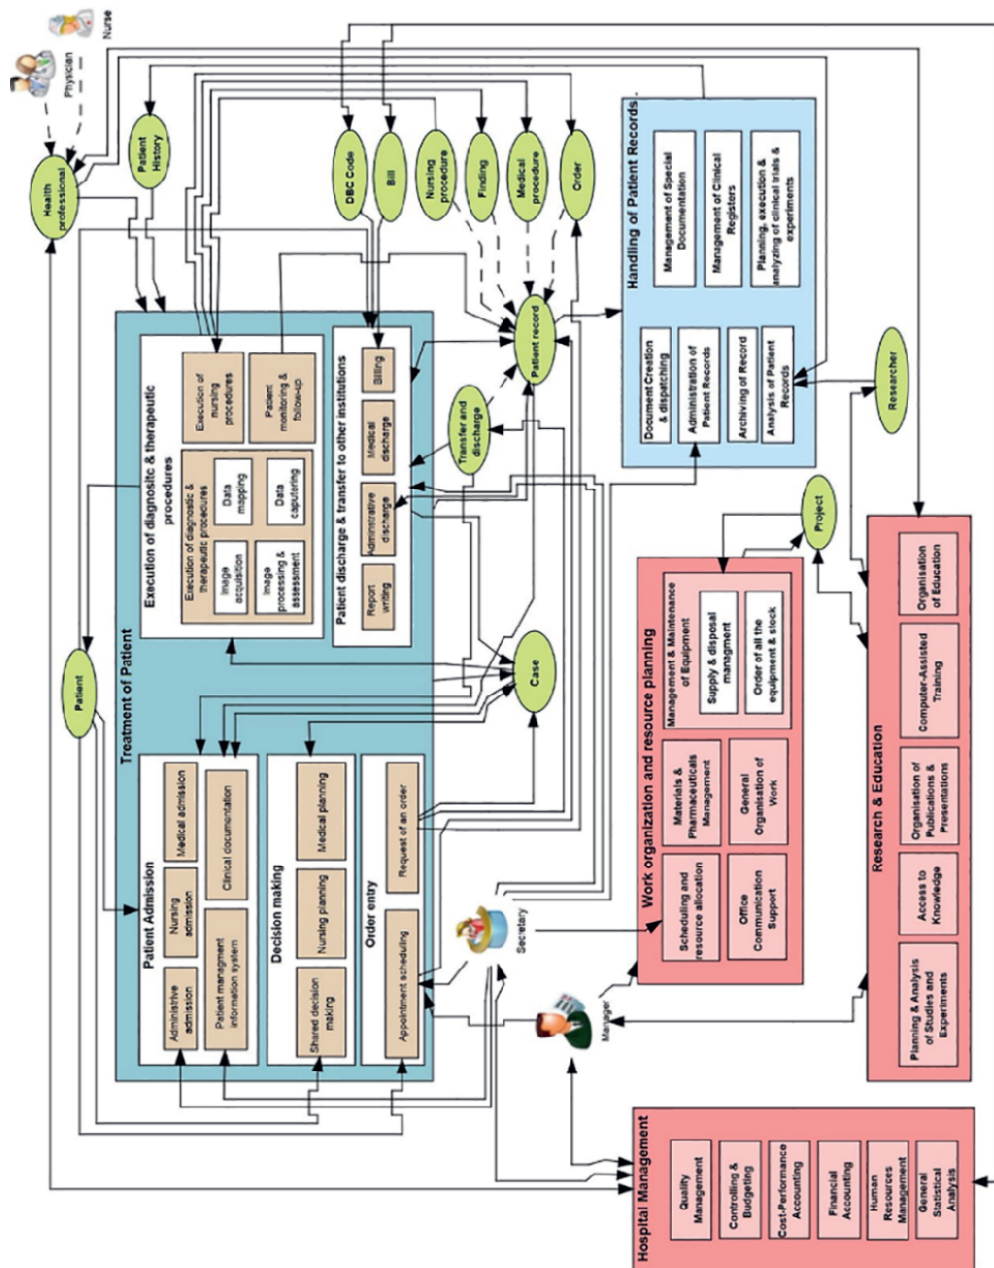 Nurse
Physician
Health
professional
Patient
History
Patient
Treatment of Patient
Patient Admission
Administrive
admission
Nursing
admission
Medical admission
Patient managment
information system
Clinical documentation
Decision making
Shared decision
making
Nursing planning
Medical planning
Order entry
Appointment scheduling
Request of an order
Execution of diagnositc & therapeutic
procedures
Execution of diagnostic &
therapeutic procedures
Image
acquisition
Data
mapping
Image
processing &
assessment
Data
caputering
Execution of
nursing
procedures
Patient
monitoring &
follow-up
Patient discharge & transfer to other institutions
Report
writing
Adminitrative
discharge
Medical
discharge
Billing
DBC Code
Bill
Nursing
procedure
Finding
Medical
procedure
Order
Case
Transfer and
discharge
Patient record
Secretary
Manager
Hospital Management
Quality
Management
Controlling &
Budgeting
Cost-Performance
Accounting
Financial
Accounting
Human
Resources
Management
General
Statistical
Analysis
Work organization and resource planning
Scheduling and
resource allocation
Materials &
Pharmaceuticals
Management
Management & Maintenance
of Equipment
Supply & disposal
managment
Order of all the
equipment & stock
Office
Communication
Support
General
Organisation of
Work
Project
Handling of Patient Records
Document Creation
& dispatching
Administration of
Patient Records
Archiving of Record
Analysis of Patient
Records
Management of Special
Documentation
Management of Clinical
Registers
Planning, execution &
analyzing of clinical trials &
experiments
Researcher
Research & Education
Planning & Analysis
of Studies and
Experiments
Access to
Knowledge
Organisation of
Publications &
Presentations
Computer-Assisted
Training
Organisation
of Education